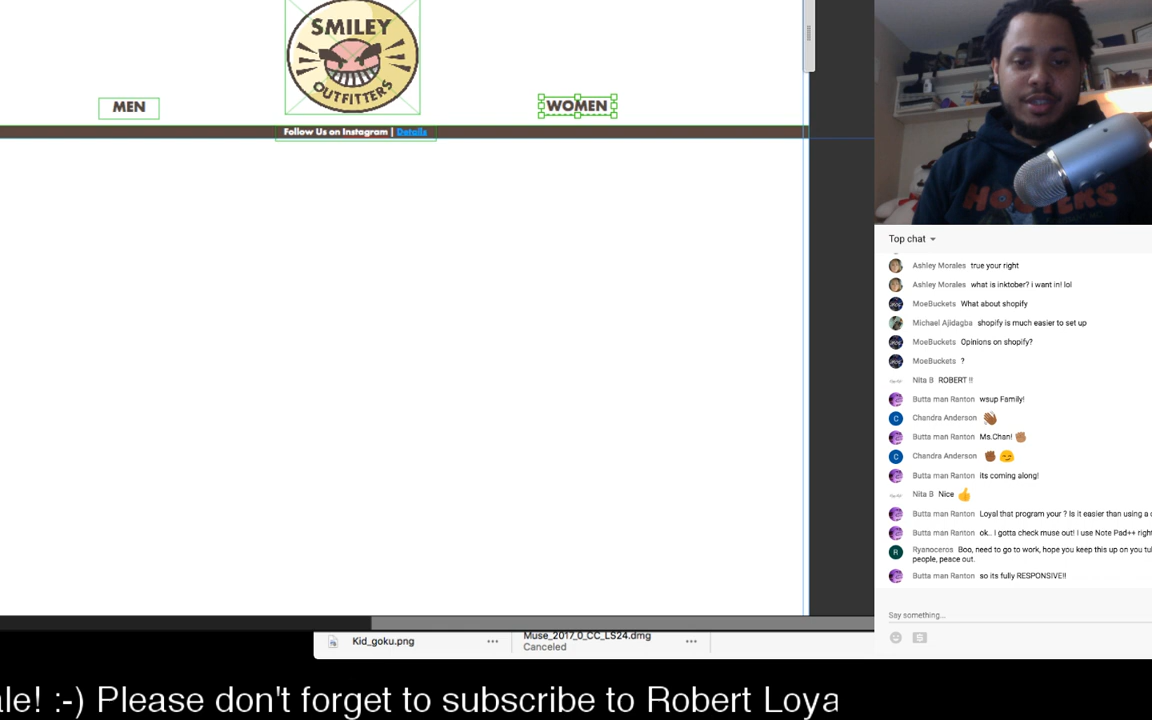 SMILEY
OUTFITTERS
MEN
WOMEN
Follow Us on Instagram | Details
HOOTERS
Top chat
Ashley Morales true your right
Ashley Morales what is inktober? i want in! lol
MoeBuckets What about shopify
Michael Ajidagba shopify is much easier to set up
MoeBuckets Opinions on shopify?
MoeBuckets ?
Nita B ROBERT !!
Butta man Ranton wsup Family!
C Chandra Anderson 👏🏾
Butta man Ranton Ms.Chan! ✊🏽
C Chandra Anderson ✊🏾 🤗
Butta man Ranton its coming along!
Nita B Nice 👍
Butta man Ranton Loyal that program your ? Is it easier than using a
Butta man Ranton ok.. I gotta check muse out! I use Note Pad++ right
R Ryanoceros Boo, need to go to work, hope you keep this up on you
people, peace out.
Butta man Ranton so its fully RESPONSIVE!!
Say something...
Kid_goku.png
Muse_2017_0_CC_LS24.dmg
Canceled
le! :-) Please don't forget to subscribe to Robert Loya